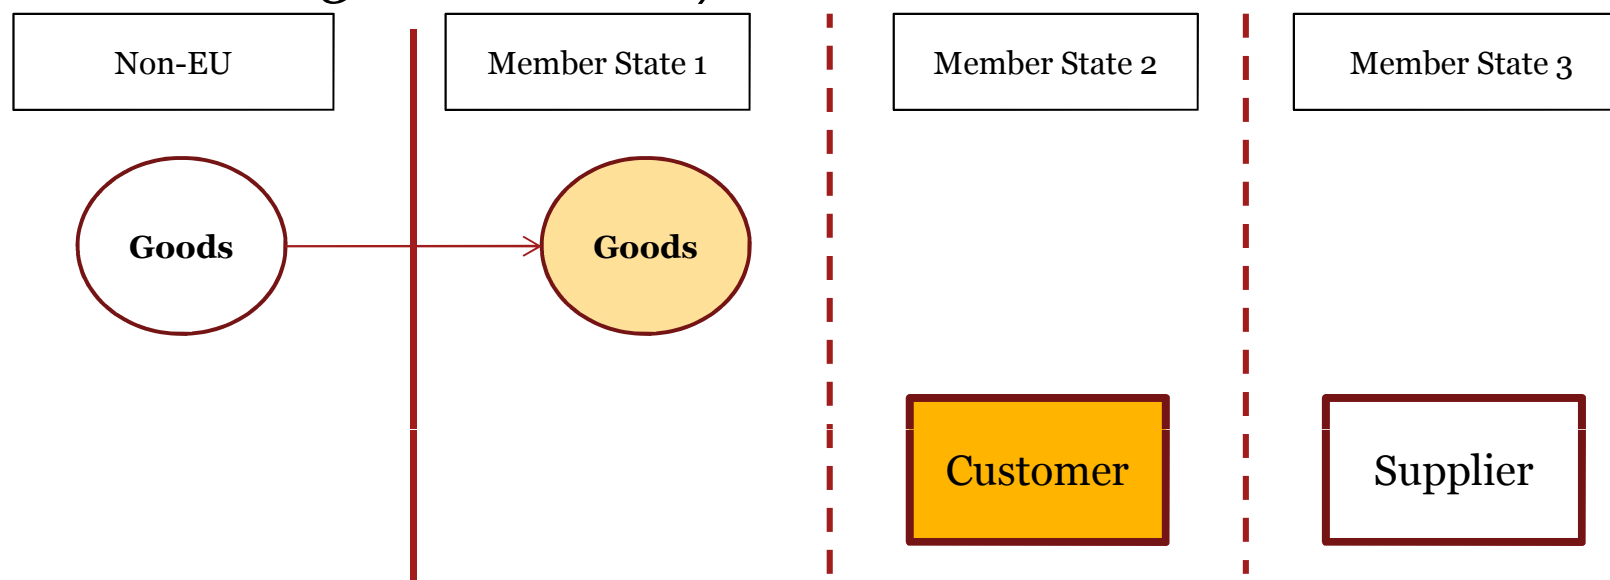 Non-EU
Member State 1
Member State 2
Member State 3
Goods
Goods
Customer
Supplier